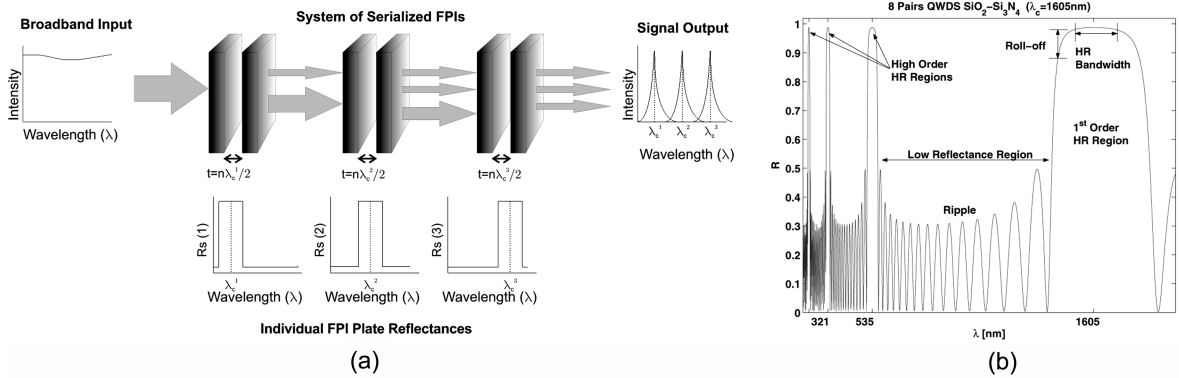 Broadband Input
System of Serialized FPIs
Signal Output
Intensity
Wavelength (λ)
t=nλc1/2
t=nλc2/2
t=nλc3/2
Intensity
λc1 λc2 λc3
Wavelength (λ)
Rs (1)
λc1
Wavelength (λ)
Rs (2)
λc2
Wavelength (λ)
Rs (3)
λc3
Wavelength (λ)
Individual FPI Plate Reflectances
(a)
8 Pairs QWDS SiO2−Si3N4 (λc=1605nm)
1
0.9
0.8
0.7
0.6
0.5
0.4
0.3
0.2
0.1
0
R
High Order
HR Regions
Roll−off
HR
Bandwidth
1st Order
HR Region
Low Reflectance Region
Ripple
321
535
1605
λ [nm]
(b)